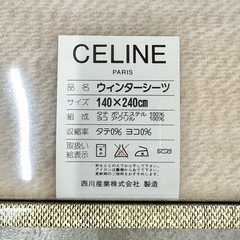 CELINE
PARIS
品名 ウィンターシーツ
サイズ 140×240cm
組成 タテ ポリエステル 100%
ヨコ アクリル 100%
収縮率 タテ0% ヨコ0%
取扱い
絵表示
西川産業株式会社 製造